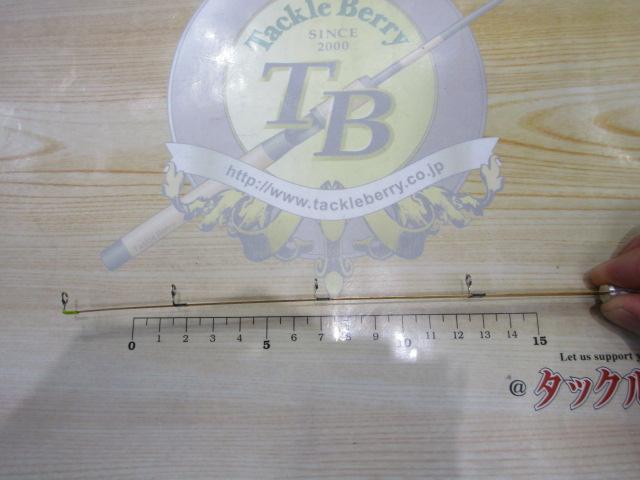 Tackle Berry
SINCE
2000
TB
http://www.tackleberry.co.jp
0 1 2 3 4 5 6 7 8 9 10 11 12 13 14 15
Let us support
@タックル